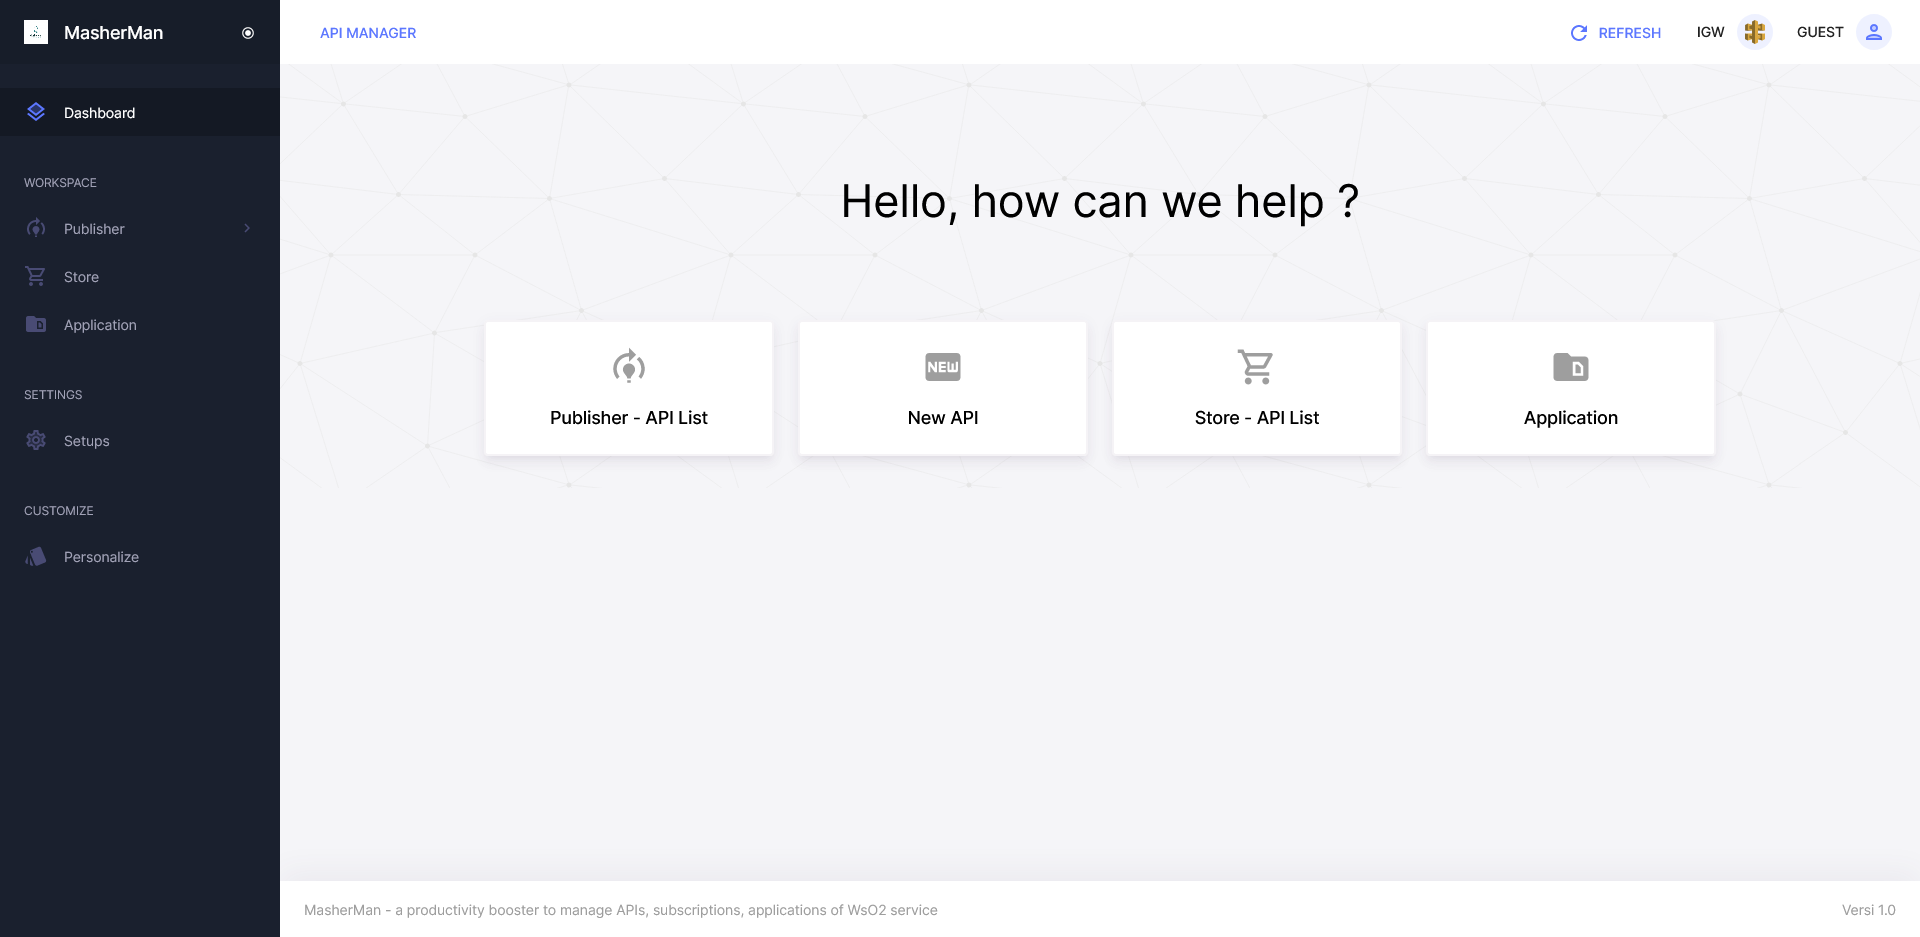 MasherMan
API MANAGER
REFRESH
IGW
GUEST
Dashboard
WORKSPACE
Publisher
Store
Application
SETTINGS
Setups
CUSTOMIZE
Personalize
Hello, how can we help ?
Publisher - API List
NEW
New API
Store - API List
Application
MasherMan - a productivity booster to manage APIs, subscriptions, applications of WsO2 service
Versi 1.0